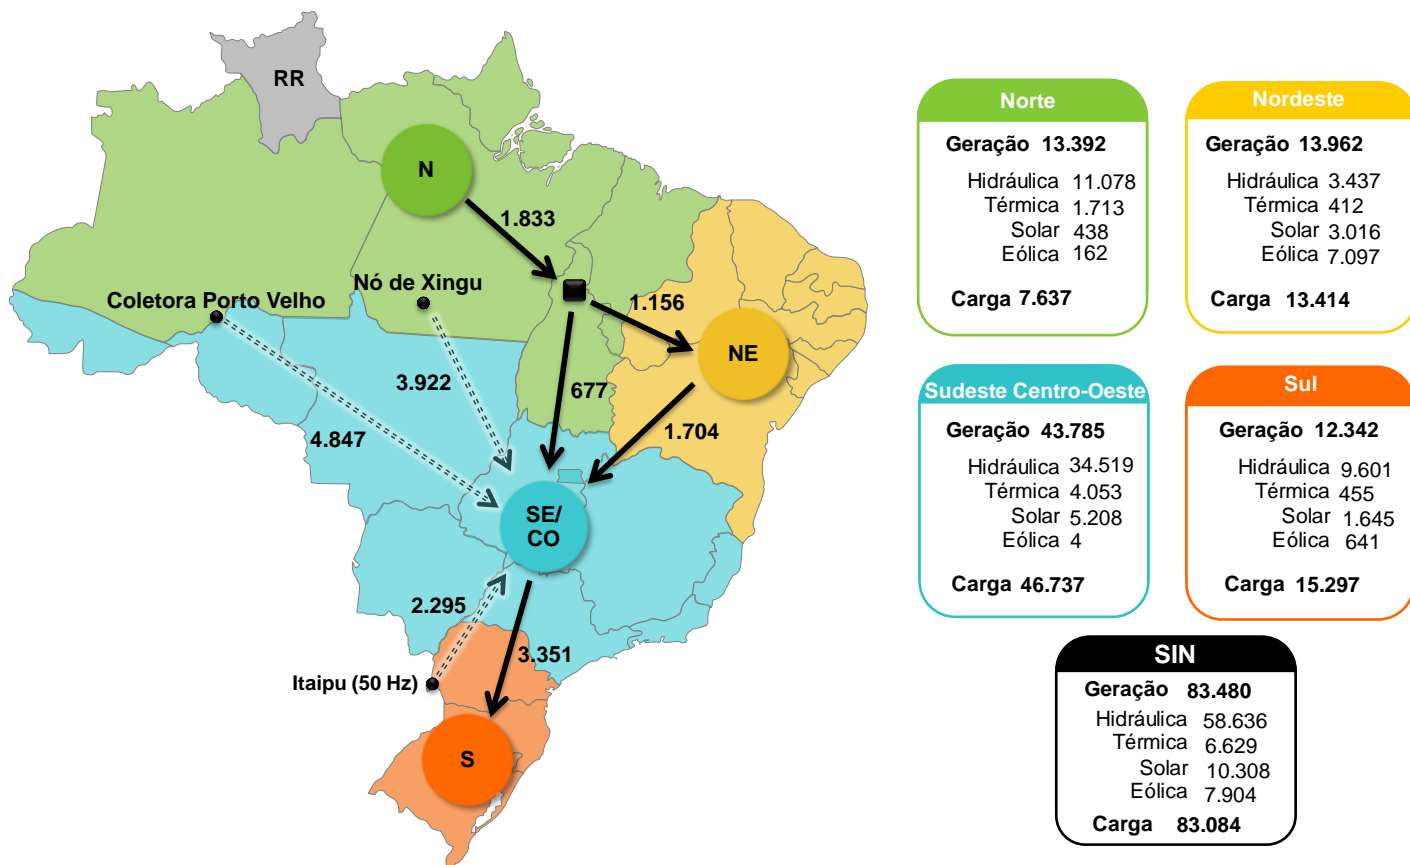 RR
N
1.833
Nó de Xingu
Coletora Porto Velho
1.156
NE
3.922
677
4.847
1.704
SE/
CO
2.295
3.351
Itaipu (50 Hz)
S
Norte
Geração 13.392
Hidráulica 11.078
Térmica 1.713
Solar 438
Eólica 162
Carga 7.637
Nordeste
Geração 13.962
Hidráulica 3.437
Térmica 412
Solar 3.016
Eólica 7.097
Carga 13.414
Sudeste Centro-Oeste
Geração 43.785
Hidráulica 34.519
Térmica 4.053
Solar 5.208
Eólica 4
Carga 46.737
Sul
Geração 12.342
Hidráulica 9.601
Térmica 455
Solar 1.645
Eólica 641
Carga 15.297
SIN
Geração 83.480
Hidráulica 58.636
Térmica 6.629
Solar 10.308
Eólica 7.904
Carga 83.084